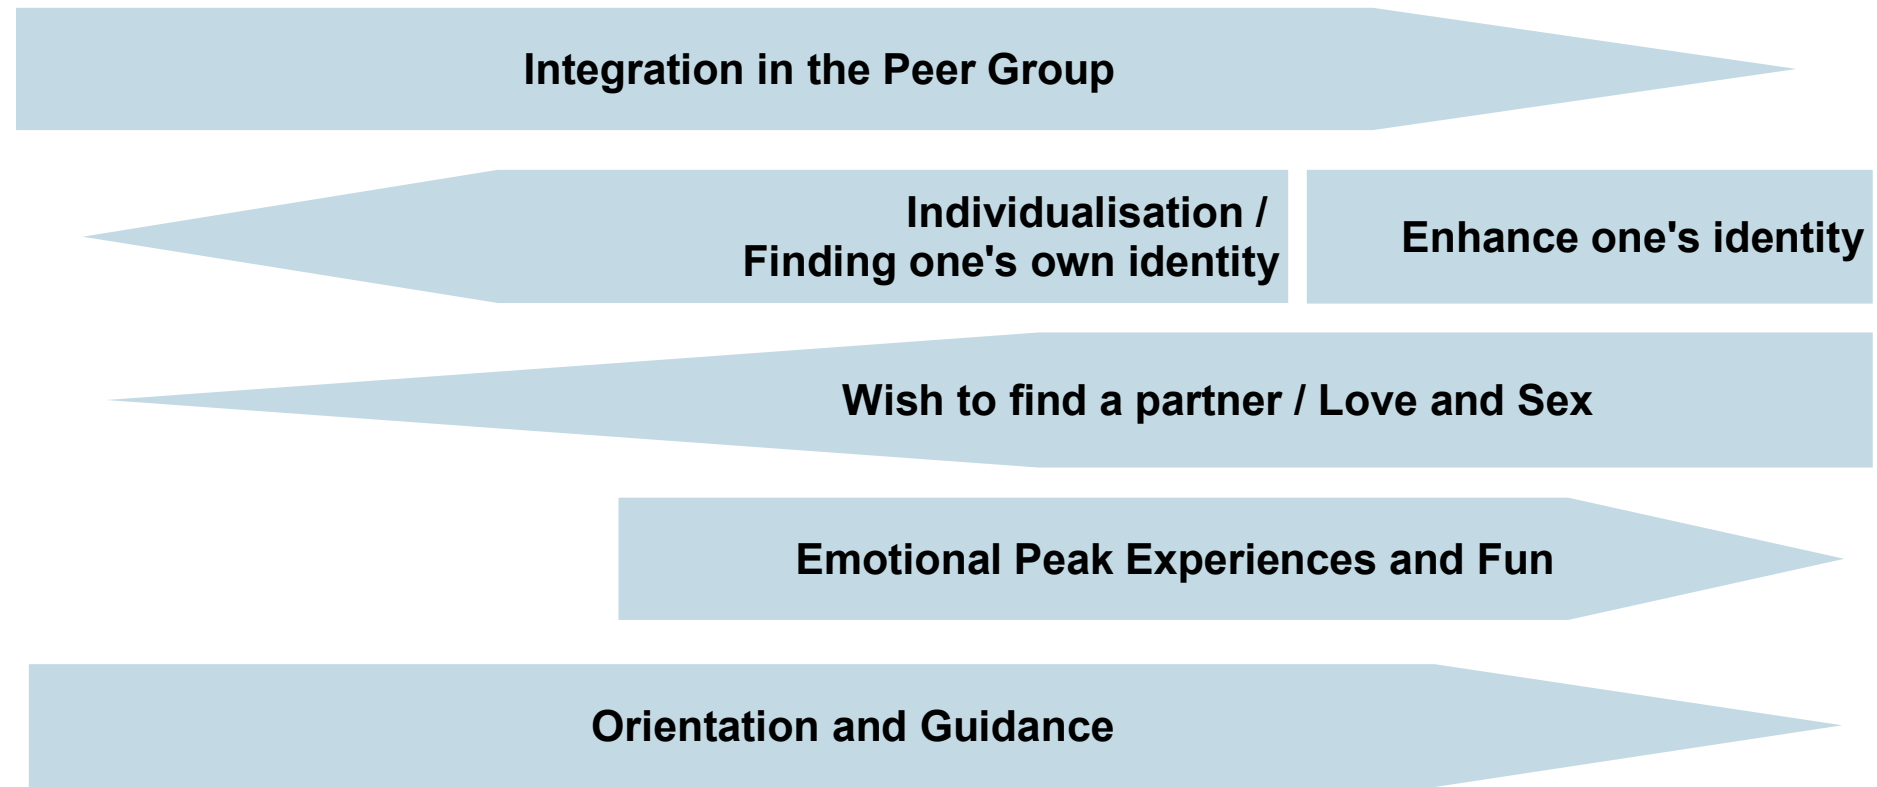 Integration in the Peer Group
Individualisation /
Finding one's own identity
Enhance one's identity
Wish to find a partner / Love and Sex
Emotional Peak Experiences and Fun
Orientation and Guidance